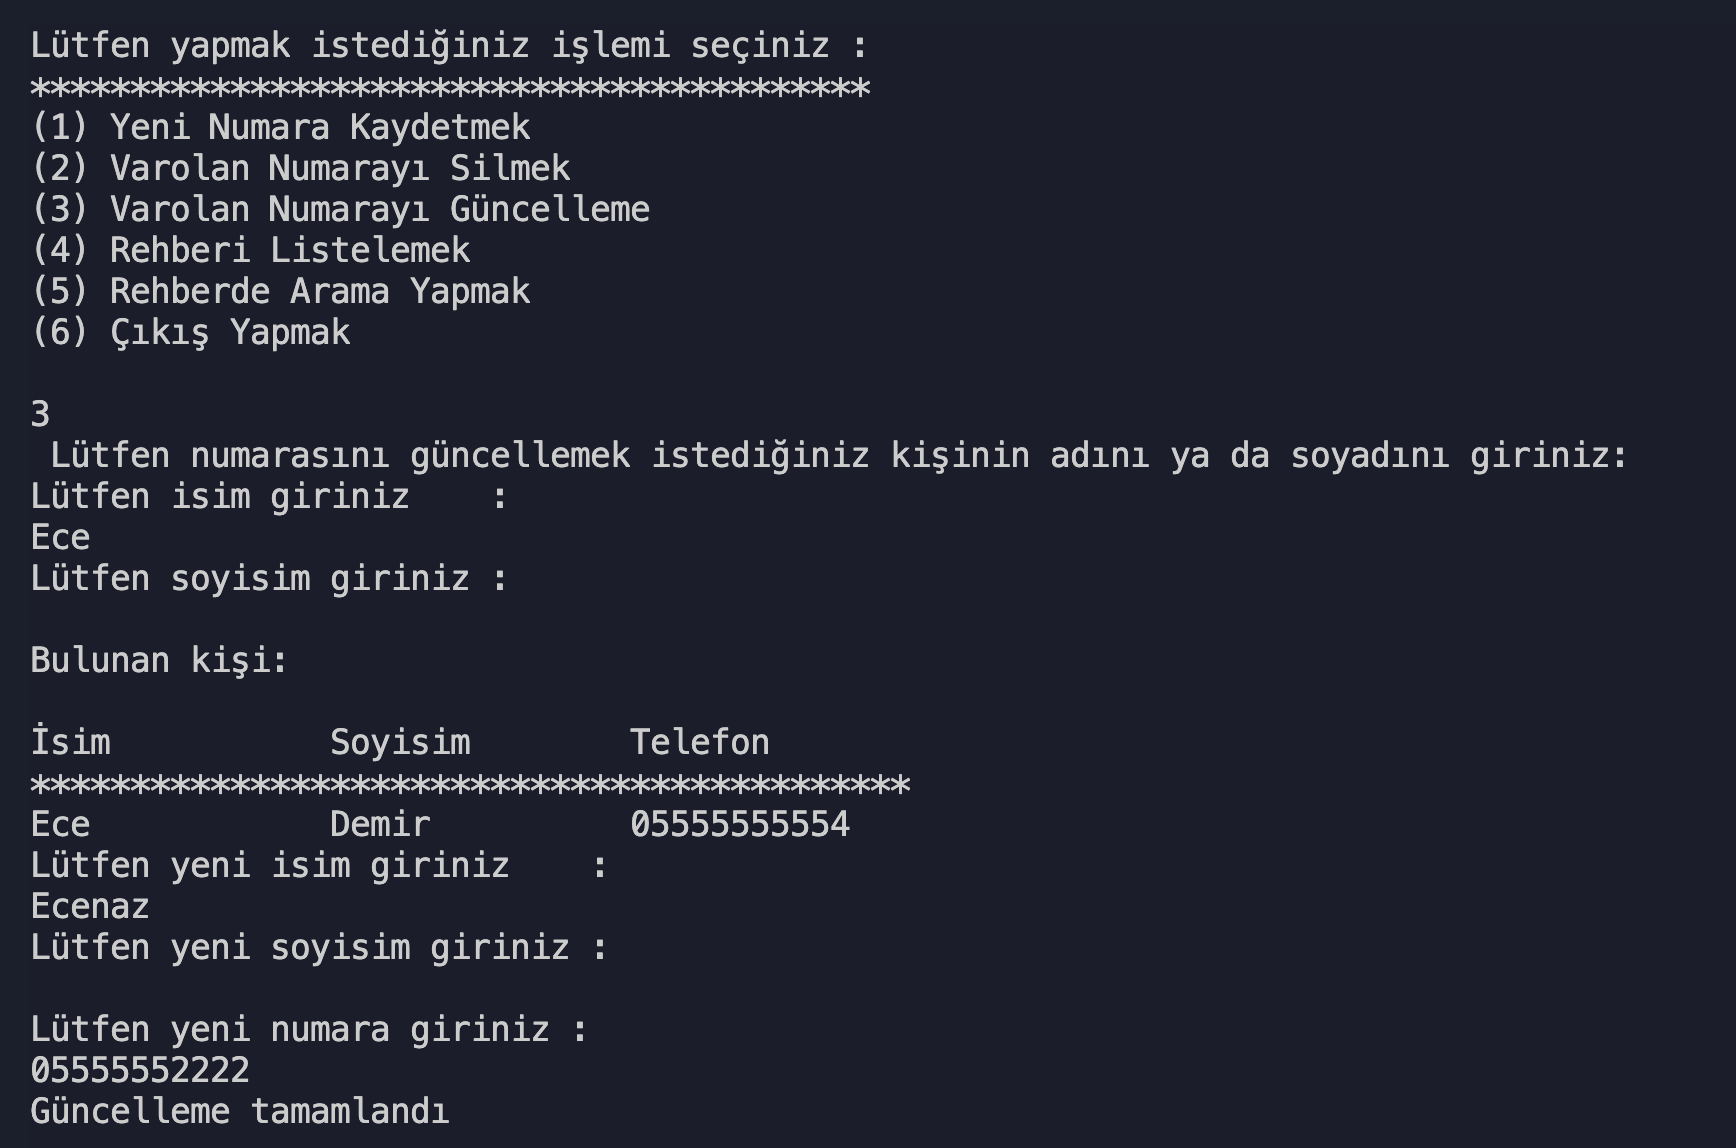 Lütfen yapmak istediğiniz işlemi seçiniz :
******************************************
(1) Yeni Numara Kaydetmek
(2) Varolan Numarayı Silmek
(3) Varolan Numarayı Güncelleme
(4) Rehberi Listelemek
(5) Rehberde Arama Yapmak
(6) Çıkış Yapmak
3
Lütfen numarasını güncellemek istediğiniz kişinin adını ya da soyadını giriniz:
Lütfen isim giriniz    :
Ece
Lütfen soyisim giriniz :
Bulunan kişi:
İsim           Soyisim        Telefon
********************************************
Ece            Demir          05555555554
Lütfen yeni isim giriniz    :
Ecenaz
Lütfen yeni soyisim giriniz :
Lütfen yeni numara giriniz :
05555552222
Güncelleme tamamlandı